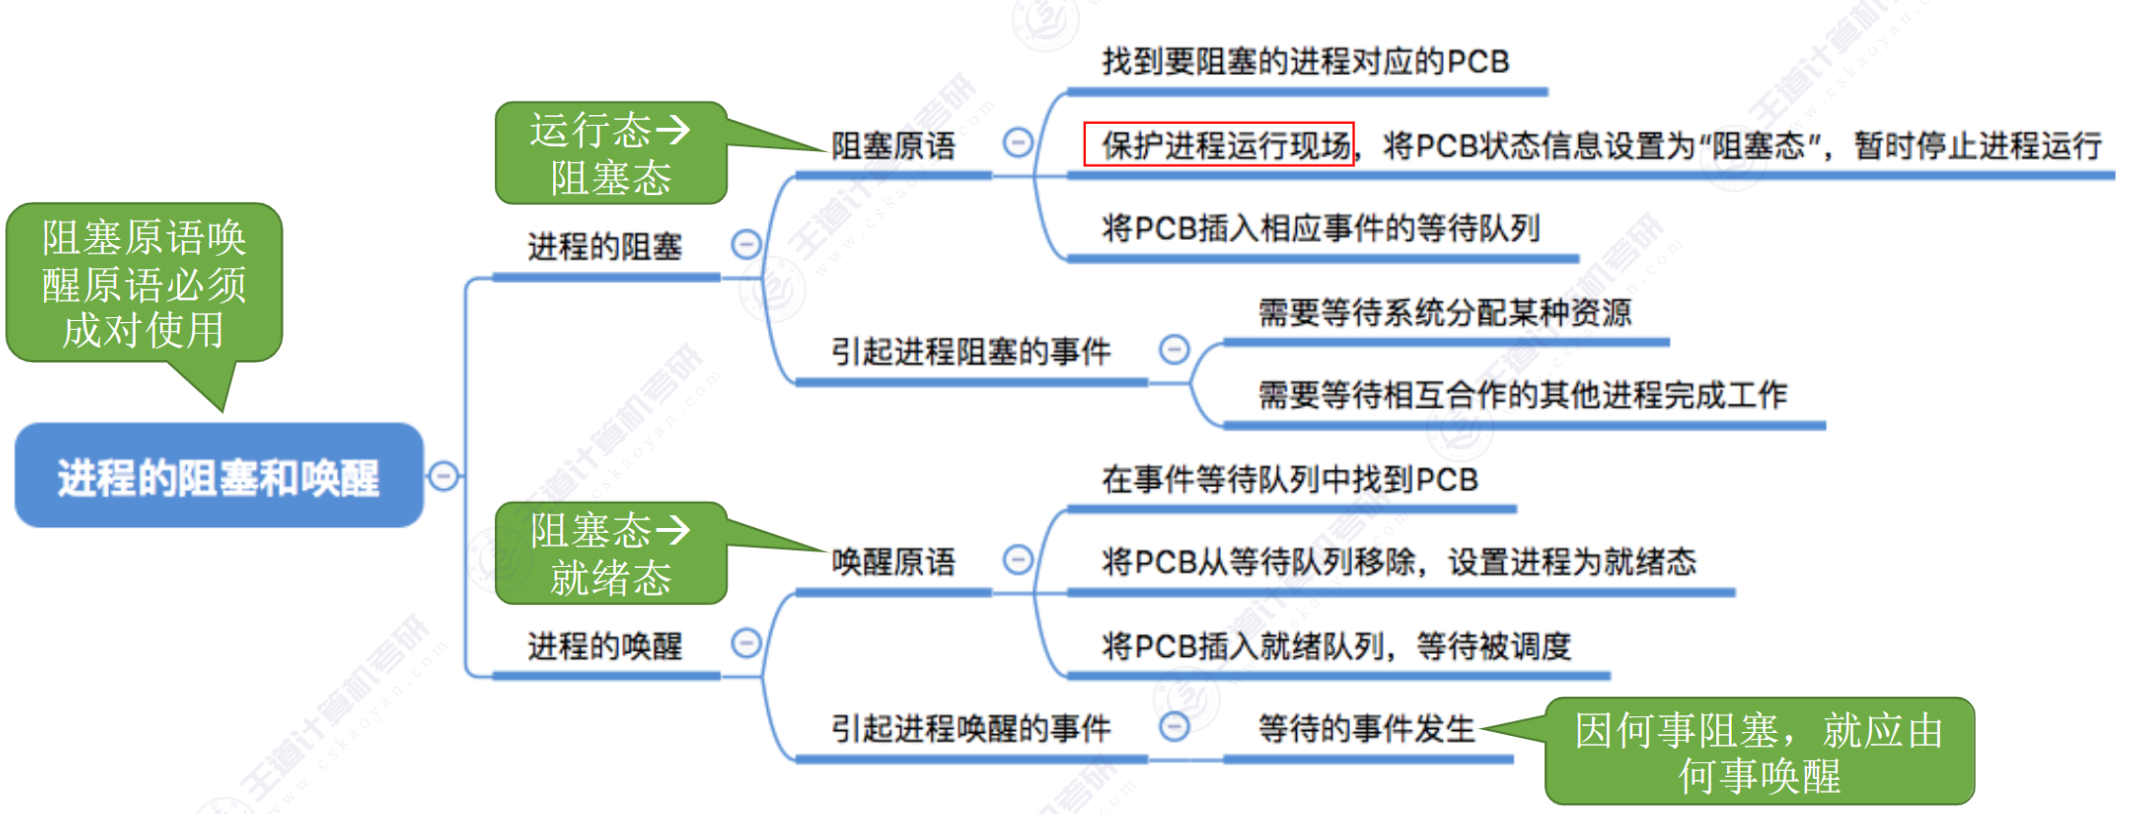 找到要阻塞的进程对应的PCB
运行态→
阻塞态
阻塞原语
保护进程运行现场，将PCB状态信息设置为“阻塞态”，暂时停止进程运行
将PCB插入相应事件的等待队列
阻塞原语唤
醒原语必须
成对使用
进程的阻塞
需要等待系统分配某种资源
引起进程阻塞的事件
需要等待相互合作的其他进程完成工作
进程的阻塞和唤醒
在事件等待队列中找到PCB
阻塞态→
就绪态
唤醒原语
将PCB从等待队列移除，设置进程为就绪态
进程的唤醒
将PCB插入就绪队列，等待被调度
引起进程唤醒的事件
等待的事件发生
因何事阻塞，就应由
何事唤醒
王道计算机考研
www.cskaoyan.com